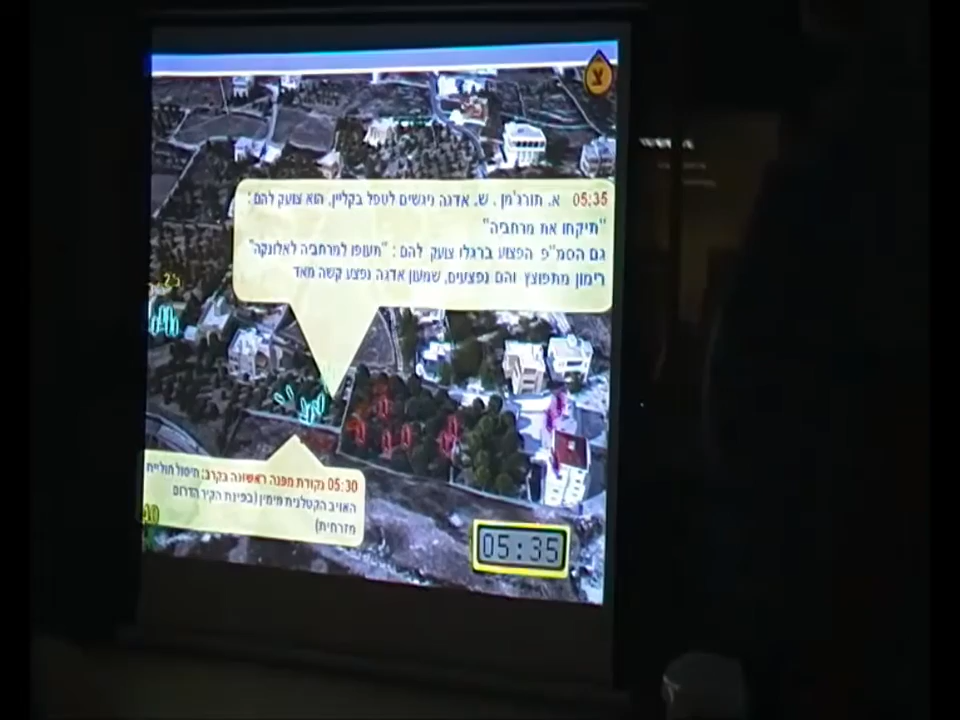 צ
05:35 א. תורג'מן, ש. אדגה ניגשים לטפל בקליין, הוא צועק להם:
"תיקחו את מרחביה"
גם הסמ"פ הפצוע ברגלו צועק להם: "תעופו למרחביה לאלונקה"
רימון מתפוצץ והם נפצעים, שמעון אדגה נפצע קשה מאד
05:30 נקודת מפנה ראשונה בקרב: חיסול חוליית
האויב הקטלנית מימין (בפינת הקיר הדרום
מזרחית)
05:35